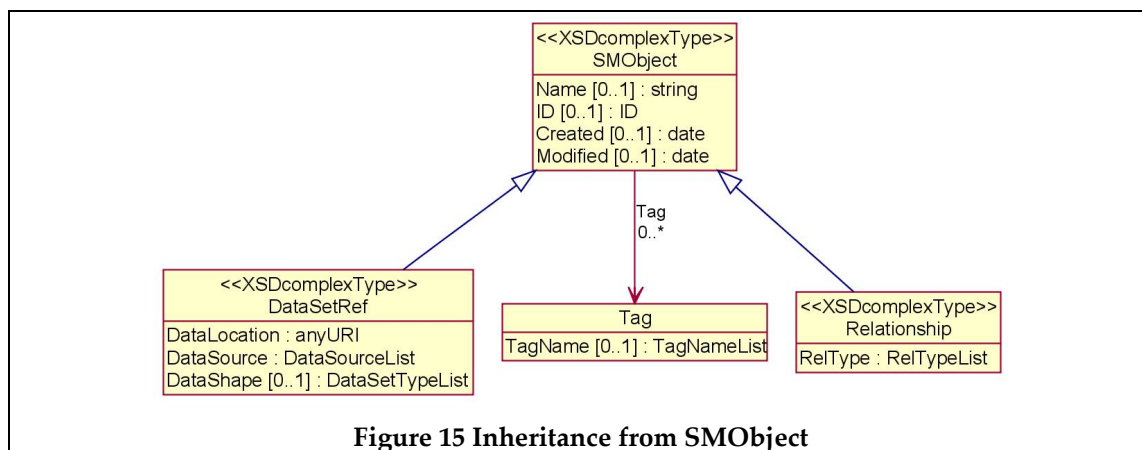 <<XSDcomplexType>>
SMObject
Name [0..1] : string
ID [0..1] : ID
Created [0..1] : date
Modified [0..1] : date
Tag
0..*
<<XSDcomplexType>>
DataSetRef
DataLocation : anyURI
DataSource : DataSourceList
DataShape [0..1] : DataSetTypeList
Tag
TagName [0..1] : TagNameList
<<XSDcomplexType>>
Relationship
RelType : RelTypeList
Figure 15 Inheritance from SMObject